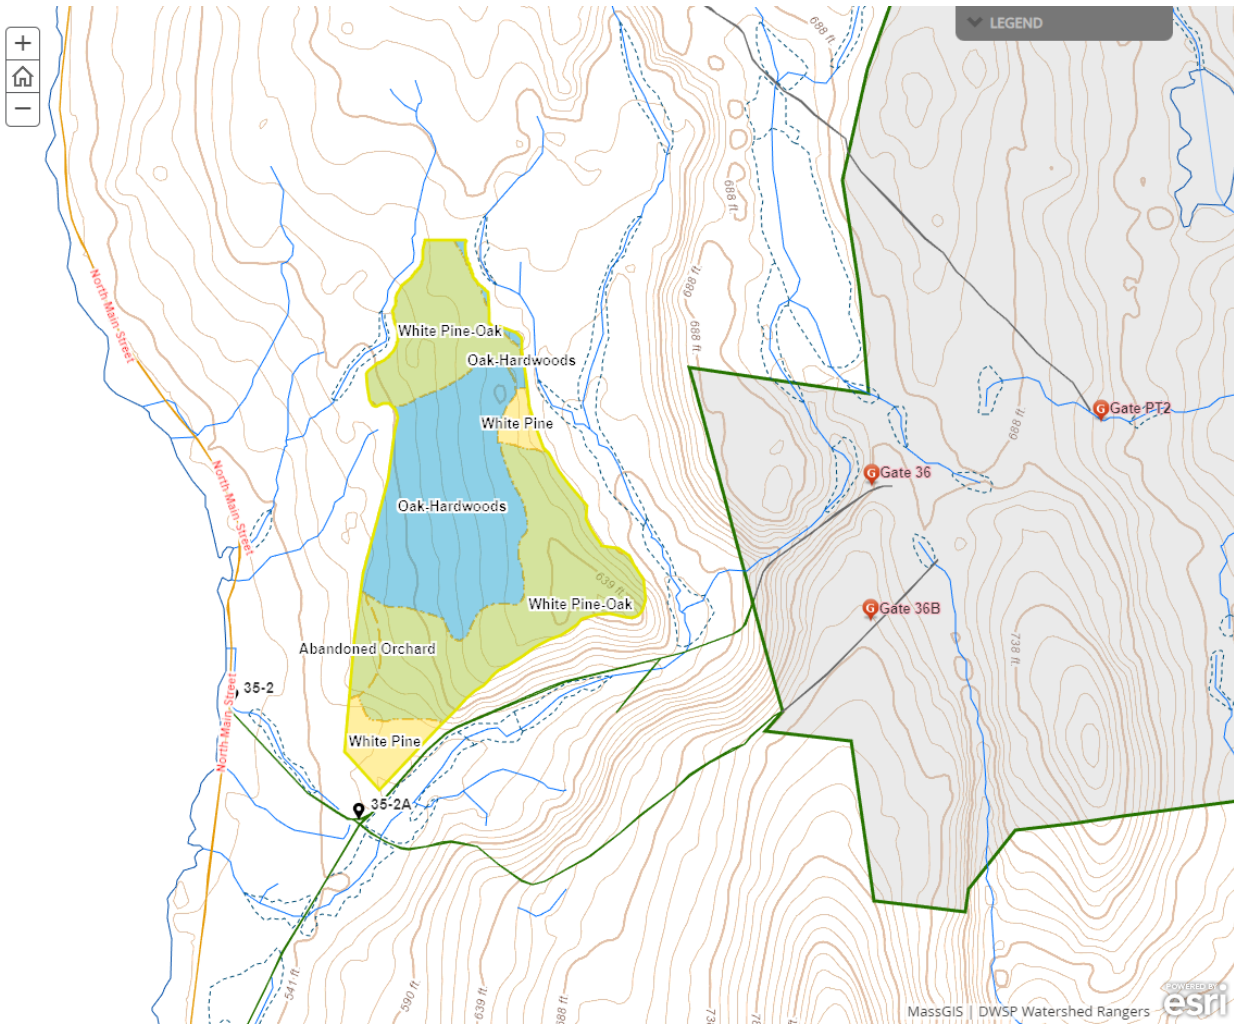 +
−
LEGEND
688 ft.
688 ft.
688 ft.
688 ft.
North Main Street
White Pine-Oak
Oak-Hardwoods
White Pine
Gate PT2
688 ft.
Gate 36
North Main Street
Oak-Hardwoods
639 ft.
White Pine-Oak
Gate 36B
738 ft.
Abandoned Orchard
35-2
North Main Street
White Pine
35-2A
541 ft.
590 ft.
639 ft.
688 ft.
MassGIS | DWSP Watershed Rangers
POWERED BY
esri